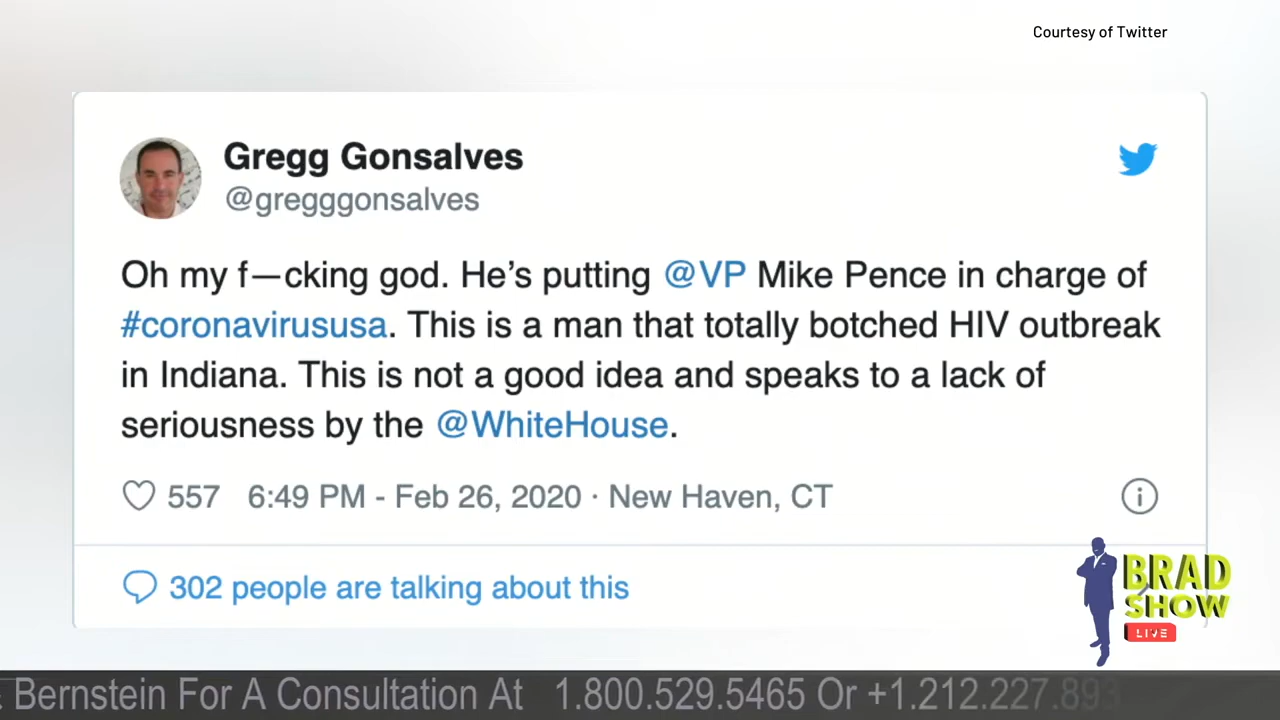 Courtesy of Twitter
Gregg Gonsalves
@gregggonsalves
Oh my f—cking god. He’s putting @VP Mike Pence in charge of
#coronavirususa. This is a man that totally botched HIV outbreak
in Indiana. This is not a good idea and speaks to a lack of
seriousness by the @WhiteHouse.
557 6:49 PM - Feb 26, 2020 · New Haven, CT
302 people are talking about this
BRAD
SHOW
LIVE
Bernstein For A Consultation At 1.800.529.5465 Or +1.212.227.893